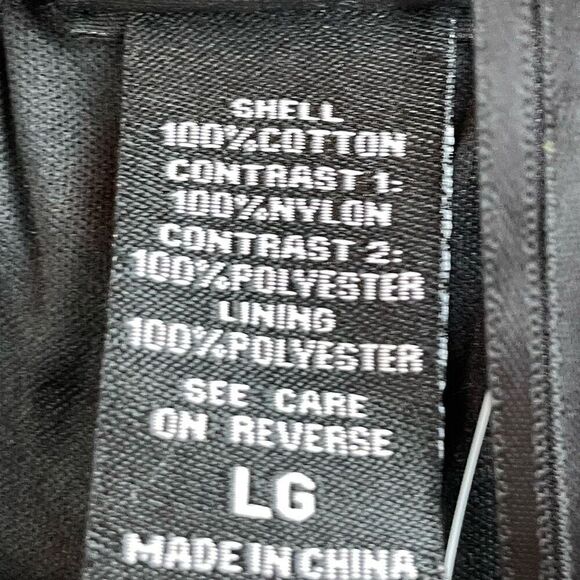 SHELL
100%COTTON
CONTRAST 1:
100%NYLON
CONTRAST 2:
100%POLYESTER
LINING
100%POLYESTER
SEE CARE
ON REVERSE
LG
MADE IN CHINA